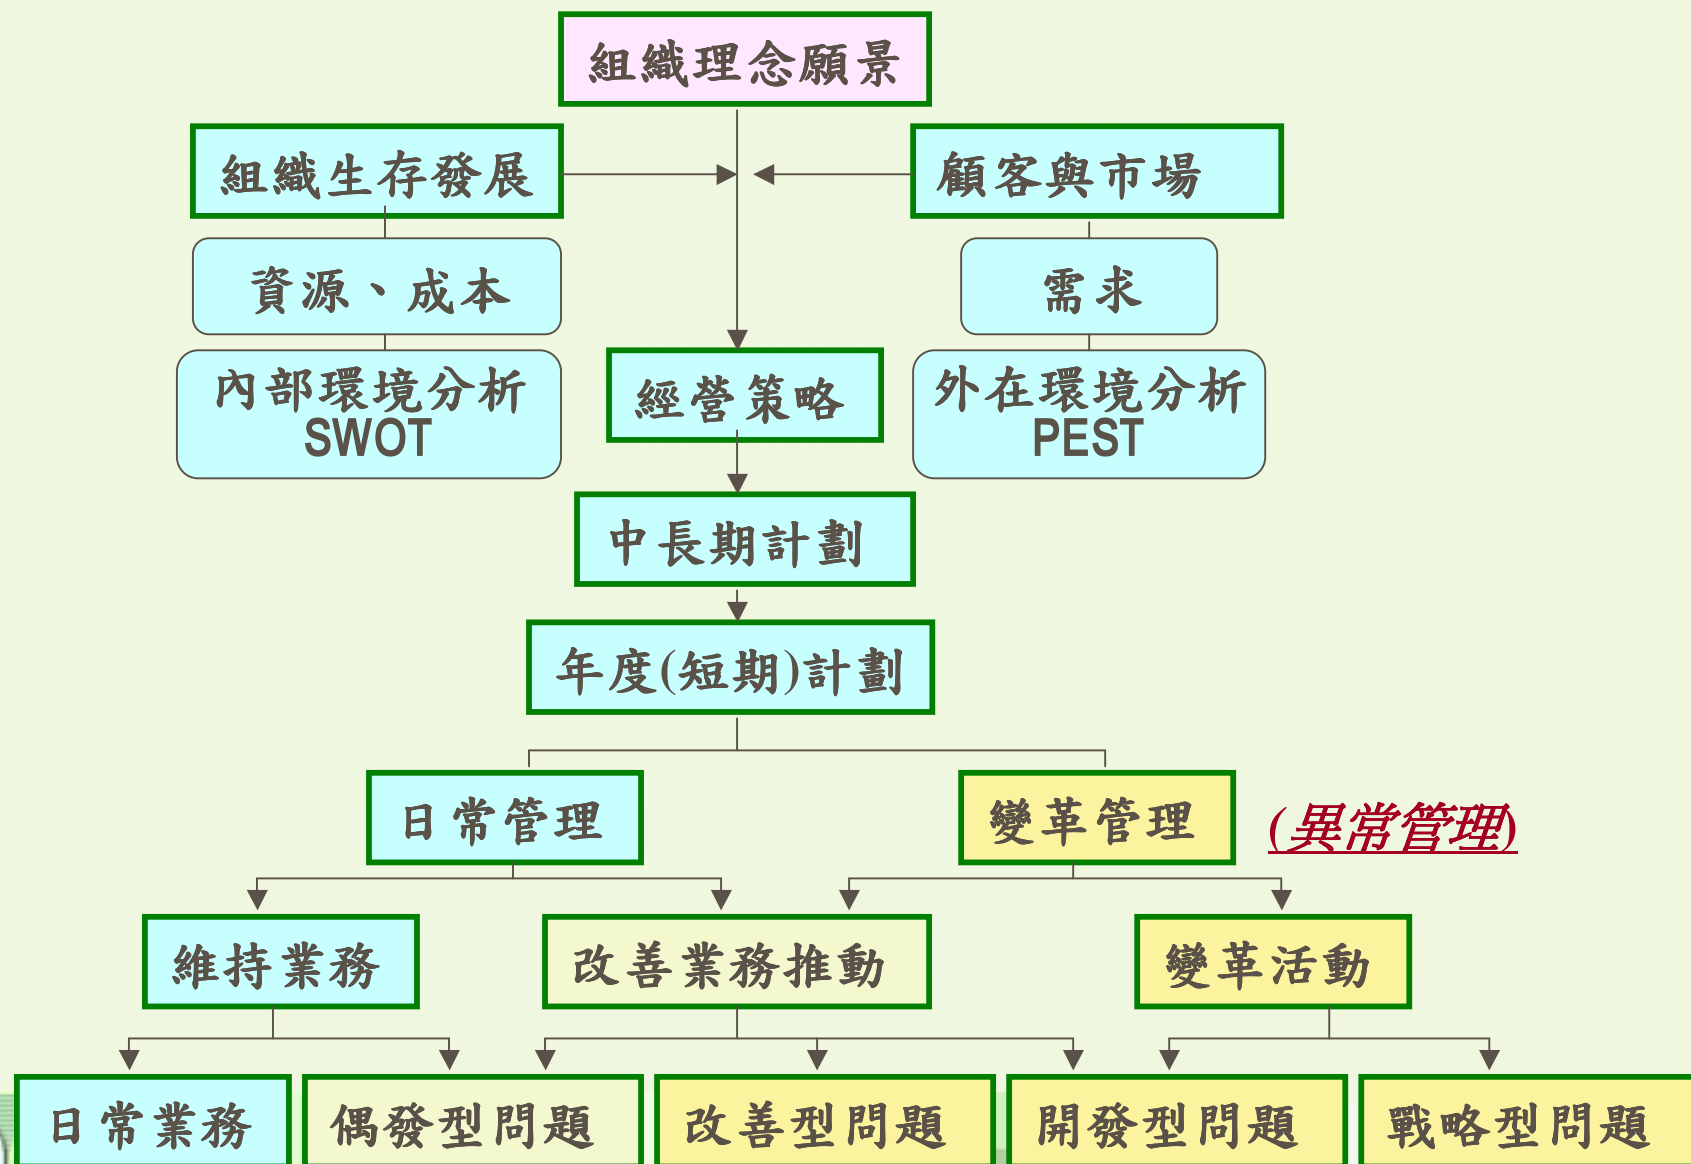 組織理念願景
組織生存發展
顧客與市場
資源、成本
需求
內部環境分析
SWOT
經營策略
外在環境分析
PEST
中長期計劃
年度(短期)計劃
日常管理
變革管理
(異常管理)
維持業務
改善業務推動
變革活動
日常業務
偶發型問題
改善型問題
開發型問題
戰略型問題